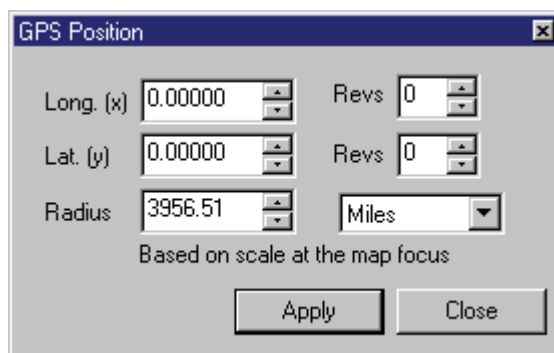 GPS Position
Long. (x) 0.00000 Revs 0
Lat. (y) 0.00000 Revs 0
Radius 3956.51 Miles
Based on scale at the map focus
Apply Close